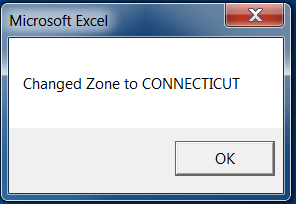 Microsoft Excel
Changed Zone to CONNECTICUT
OK